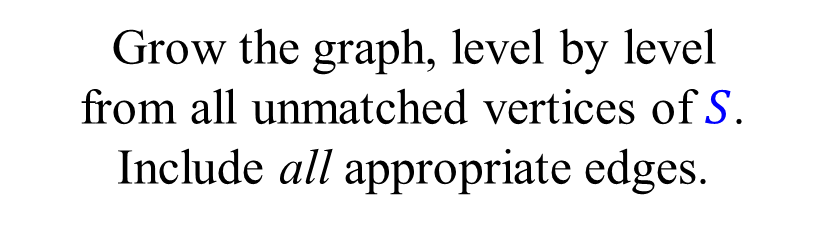 Grow the graph, level by level
from all unmatched vertices of S.
Include all appropriate edges.